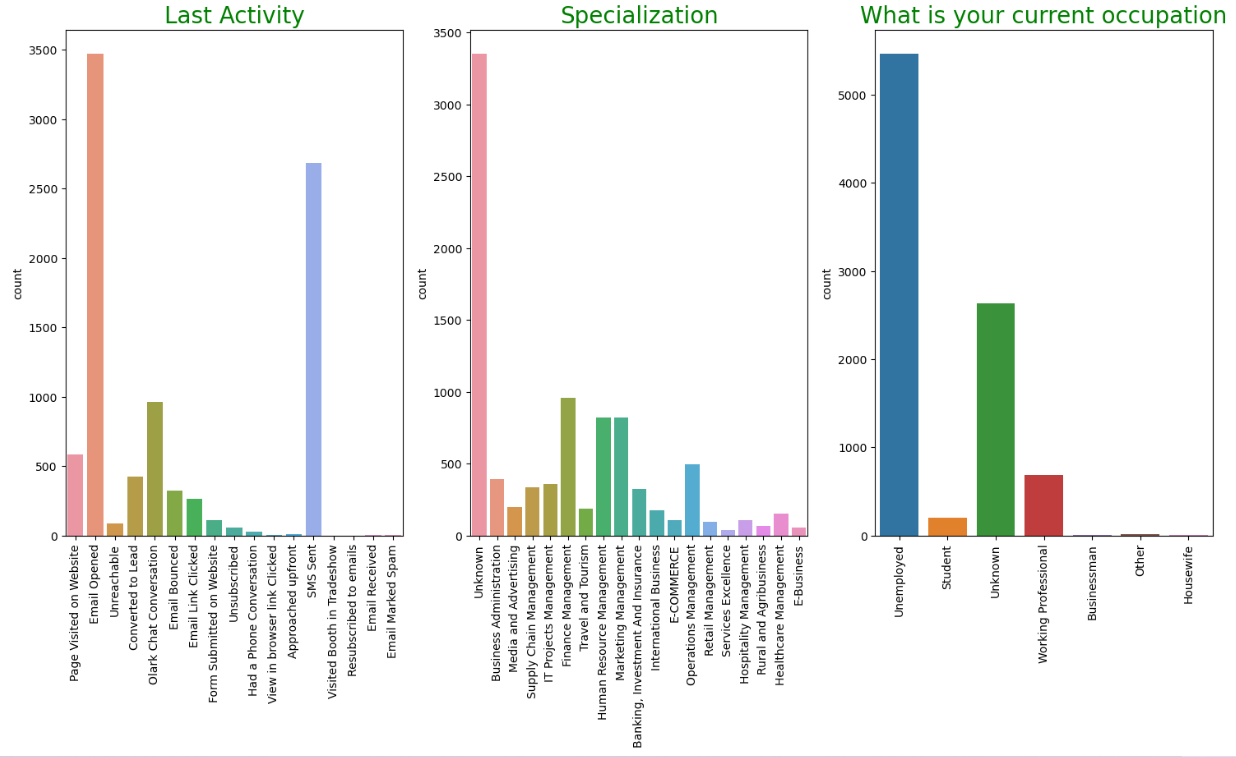 Last Activity
count
3500
3000
2500
2000
1500
1000
500
0
Page Visited on Website
Email Opened
Unreachable
Converted to Lead
Olark Chat Conversation
Email Bounced
Email Link Clicked
Form Submitted on Website
Unsubscribed
Had a Phone Conversation
View in browser link Clicked
Approached upfront
SMS Sent
Visited Booth in Tradeshow
Resubscribed to emails
Email Received
Email Marked Spam
Specialization
count
3500
3000
2500
2000
1500
1000
500
0
Unknown
Business Administration
Media and Advertising
Supply Chain Management
IT Projects Management
Finance Management
Travel and Tourism
Human Resource Management
Marketing Management
Banking, Investment And Insurance
International Business
E-COMMERCE
Operations Management
Retail Management
Services Excellence
Hospitality Management
Rural and Agribusiness
Healthcare Management
E-Business
What is your current occupation
count
5000
4000
3000
2000
1000
0
Unemployed
Student
Unknown
Working Professional
Businessman
Other
Housewife